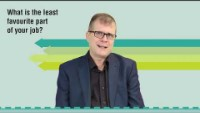 What is the least
favourite part
of your job?